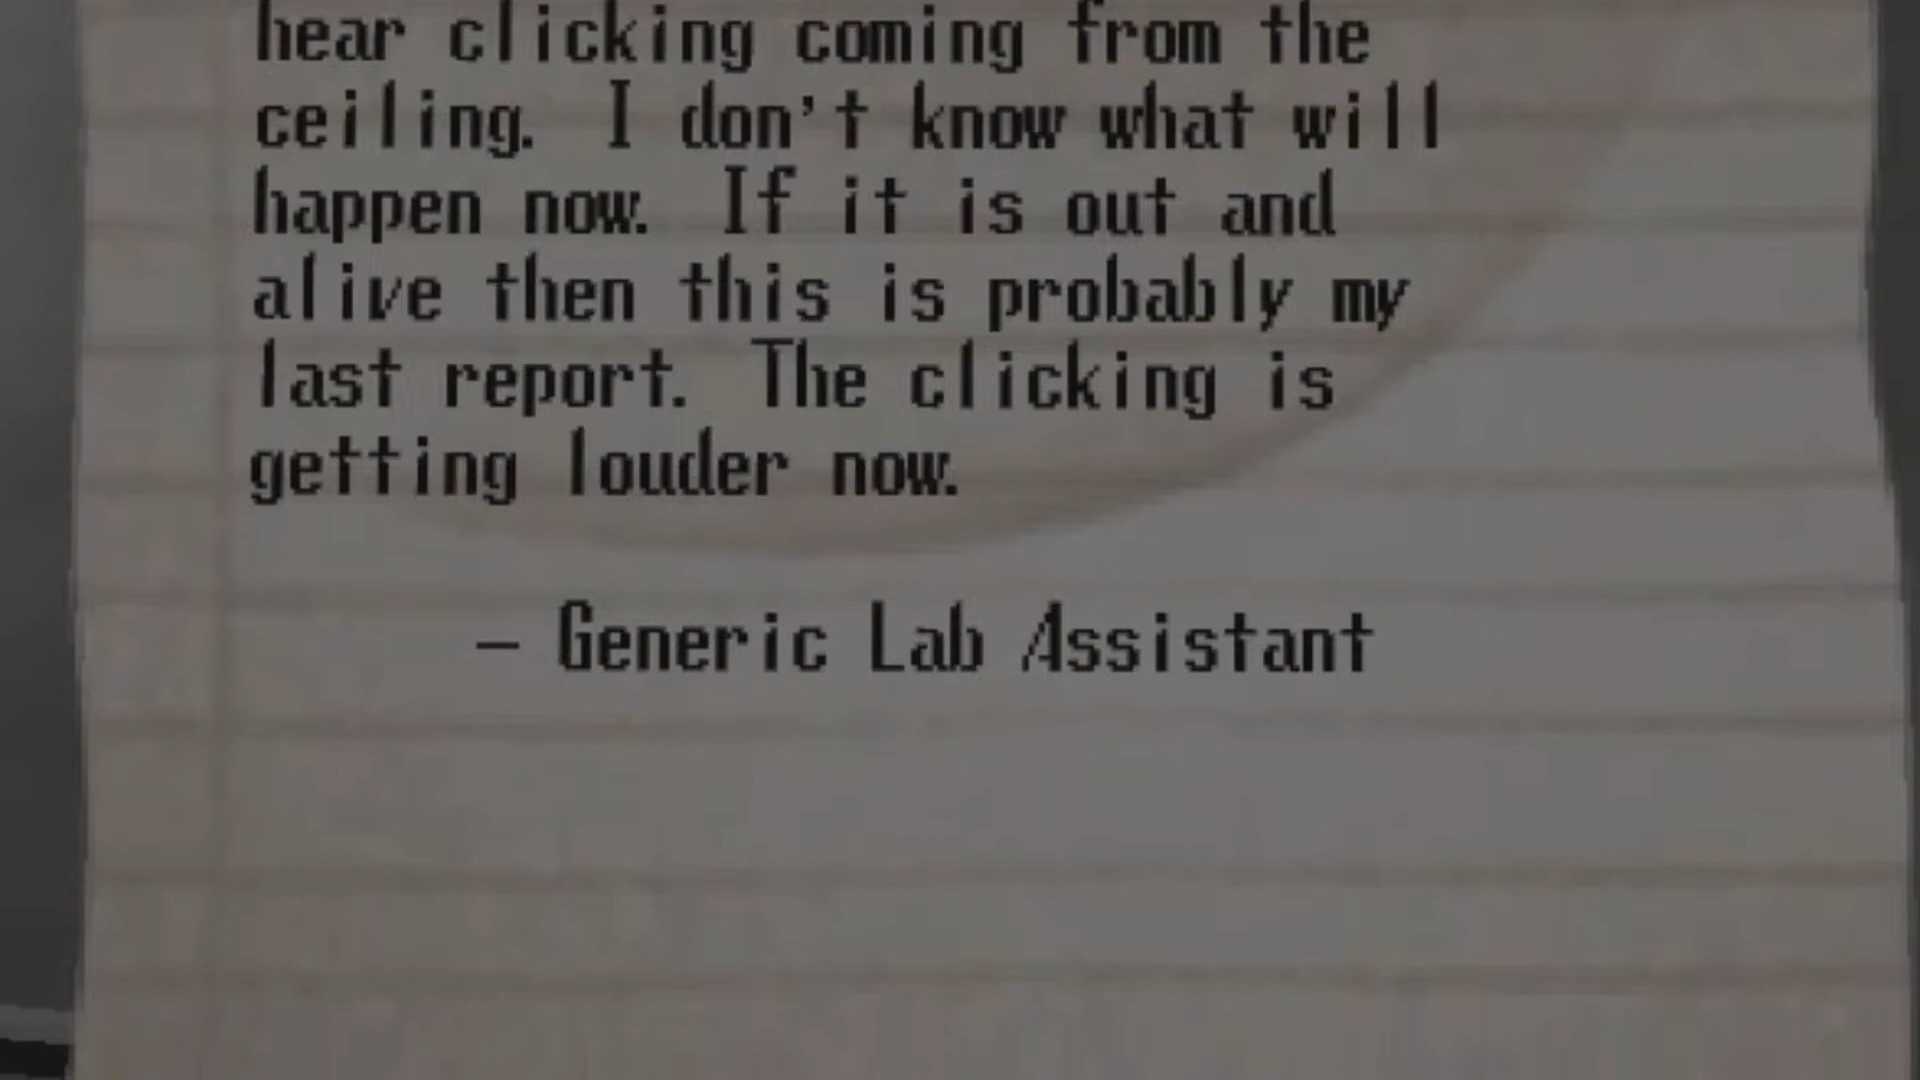 hear clicking coming from the
ceiling. I don't know what will
happen now. If it is out and
alive then this is probably my
last report. The clicking is
getting louder now.
- Generic Lab Assistant